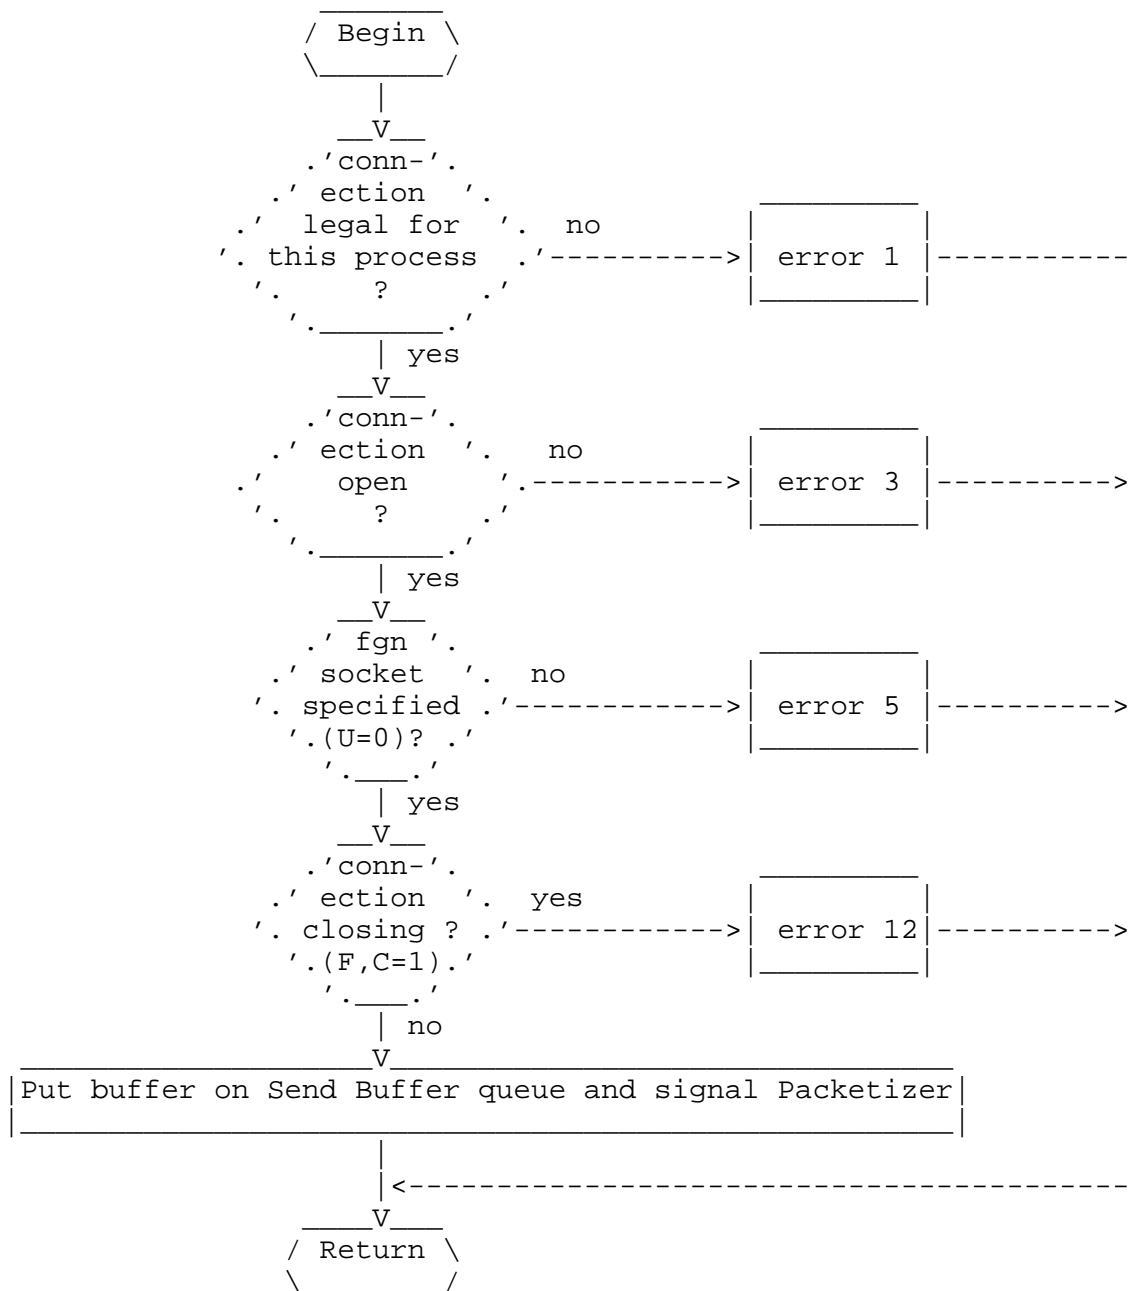 Begin
conn-
ection
legal for no
this process error 1
?
yes
conn-
ection no
open error 3
?
yes
fgn
socket no
specified error 5
(U=0)?
yes
conn-
ection yes
closing ? error 12
(F,C=1)
no
Put buffer on Send Buffer queue and signal Packetizer
Return